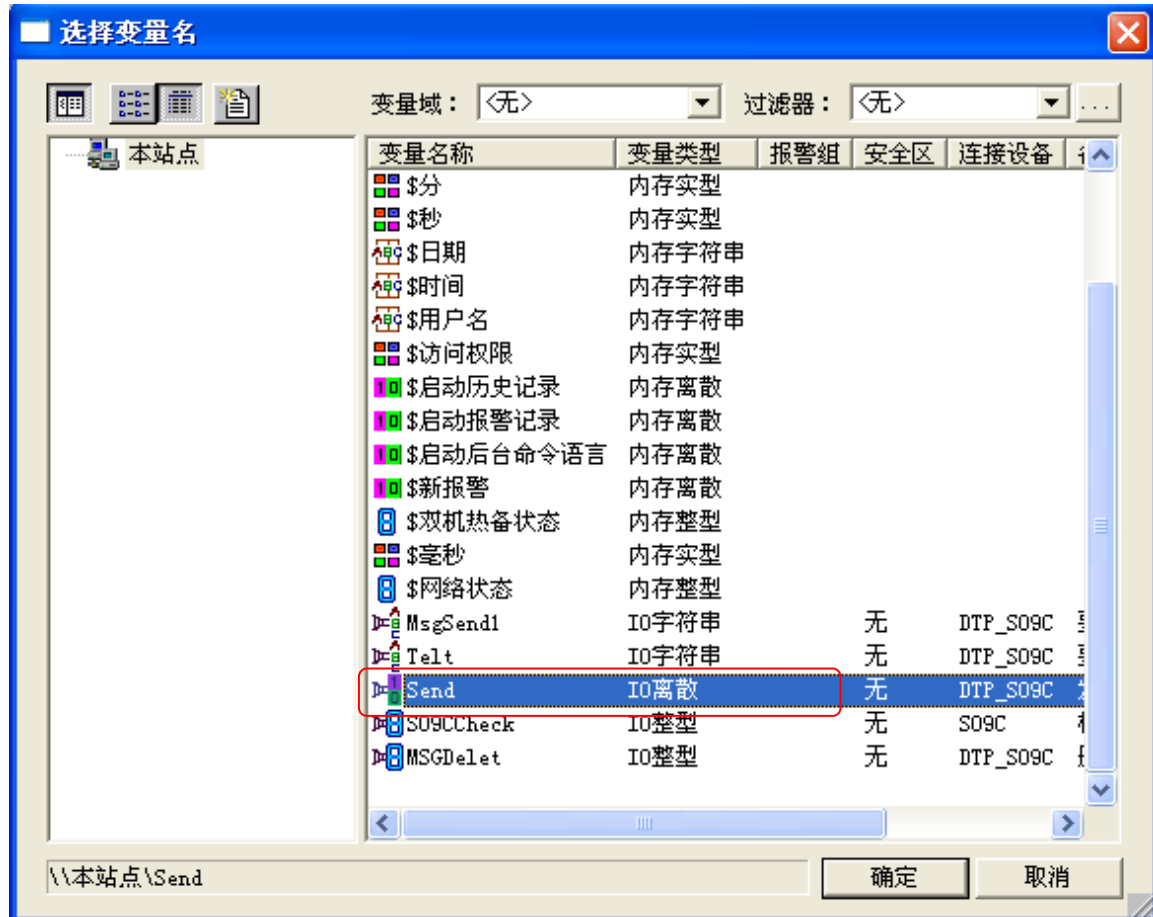 选择变量名
变量域： <无> 过滤器： <无> ...
本站点
变量名称 变量类型 报警组 安全区 连接设备
$分 内存实型
$秒 内存实型
$日期 内存字符串
$时间 内存字符串
$用户名 内存字符串
$访问权限 内存实型
$启动历史记录 内存离散
$启动报警记录 内存离散
$启动后台命令语言 内存离散
$新报警 内存离散
$双机热备状态 内存整型
$毫秒 内存实型
$网络状态 内存整型
MsgSend1 IO字符串 无 DTP_SO9C
Telt IO字符串 无 DTP_SO9C
Send IO离散 无 DTP_SO9C
SO9CCheck IO整型 无 SO9C
MSGDelet IO整型 无 DTP_SO9C
\\本站点\Send 确定 取消